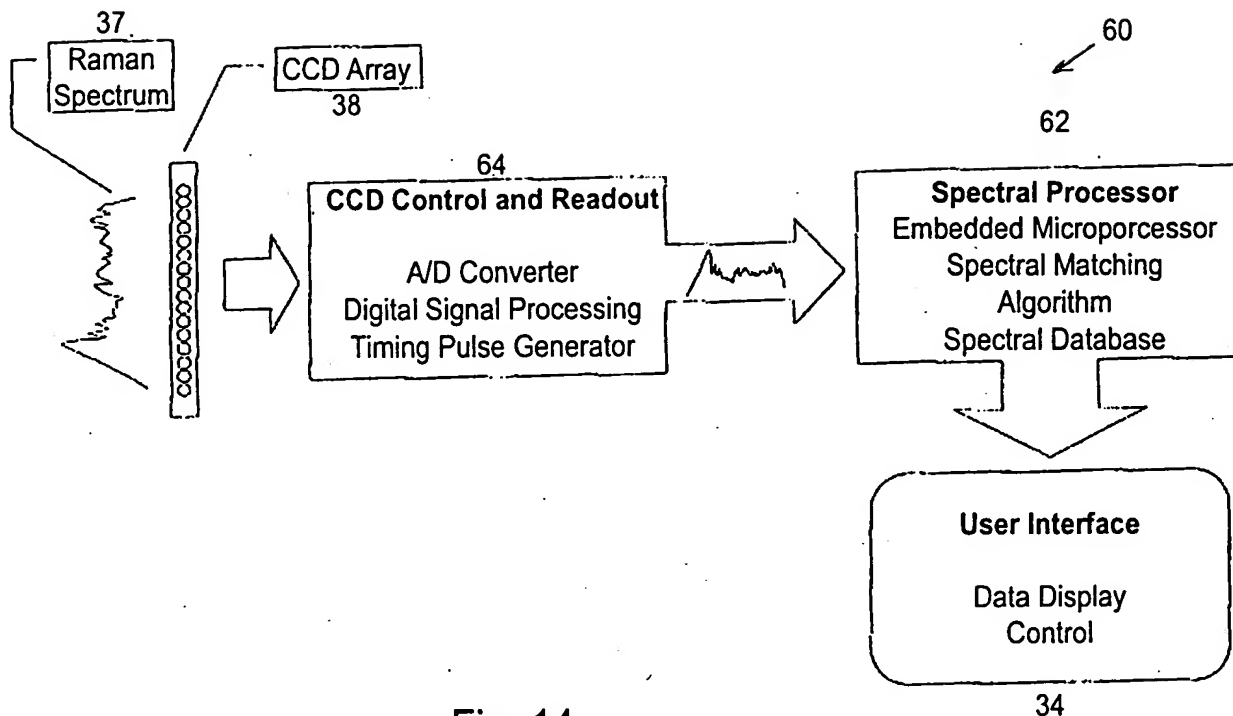 37
Raman
Spectrum
CCD Array
38
60
62
64
CCD Control and Readout
A/D Converter
Digital Signal Processing
Timing Pulse Generator
Spectral Processor
Embedded Microporcessor
Spectral Matching
Algorithm
Spectral Database
User Interface
Data Display
Control
34